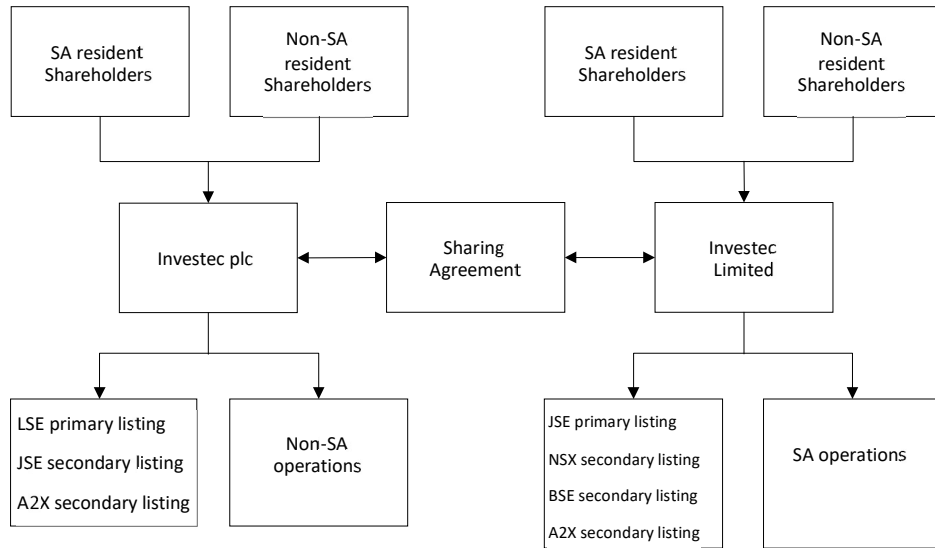 SA resident
Shareholders
Non-SA
resident
Shareholders
SA resident
Shareholders
Non-SA
resident
Shareholders
Investec plc
Sharing
Agreement
Investec
Limited
LSE primary listing
JSE secondary listing
A2X secondary listing
Non-SA
operations
JSE primary listing
NSX secondary listing
BSE secondary listing
A2X secondary listing
SA operations